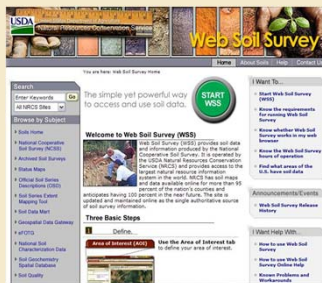 USDA
Natural Resources Conservation Service
Web Soil Survey
Home
About Soils
Help
Contact Us
You are here: Web Soil Survey Home
Search
Enter Keywords
Go
All NRCS Sites
Browse by Subject
Soils Home
National Cooperative
Soil Survey (NCSS)
Archived Soil Surveys
Status Maps
Official Soil Series
Descriptions (OSD)
Soil Series Extent
Mapping Tool
Soil Data Mart
Geospatial Data Gateway
eFOTG
National Soil
Characterization Data
Soil Geochemistry
Spatial Database
Soil Quality
The simple yet powerful way
to access and use soil data.
START
WSS
Welcome to Web Soil Survey (WSS)
Web Soil Survey (WSS) provides soil data
and information produced by the National
Cooperative Soil Survey. It is operated by
the USDA Natural Resources Conservation
Service (NRCS) and provides access to the
largest natural resource information
system in the world. NRCS has soil maps
and data available online for more than 95
percent of the nation's counties and
anticipates having 100 percent in the near future. The site is
updated and maintained online as the single authoritative source
of soil survey information.
Three Basic Steps
1
Define...
Area of Interest (AOI)
Use the Area of Interest tab
to define your area of interest.
I Want To...
Start Web Soil Survey
(WSS)
Know the requirements
for running Web Soil
Survey
Know whether Web Soil
Survey works in my web
browser
Know the Web Soil Survey
hours of operation
Find what areas of the
U.S. have soil data
Announcements/Events
Web Soil Survey Release
History
I Want Help With...
How to use Web Soil
Survey
How to use Web Soil
Survey Online Help
Known Problems and
Workarounds